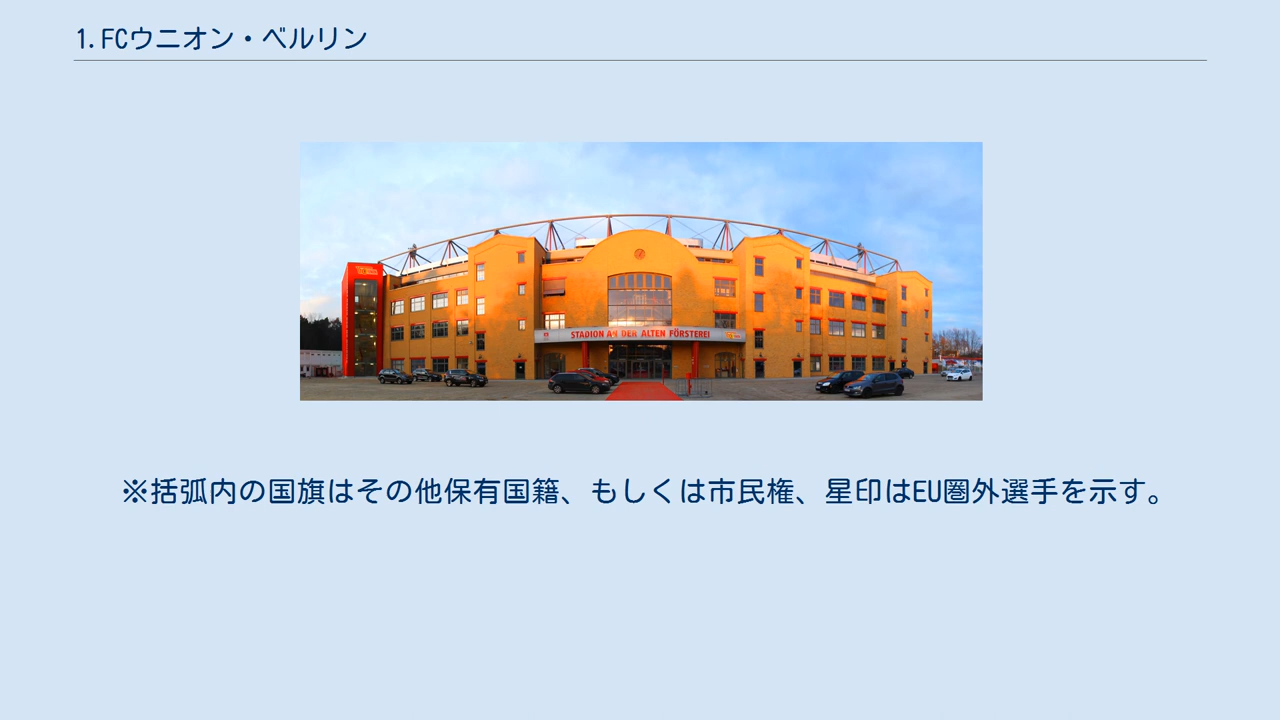 1.FCウニオン・ベルリン
STADION AN DER ALTEN FÖRSTEREI
※括弧内の国旗はその他保有国籍、もしくは市民権、星印はEU圏外選手を示す。